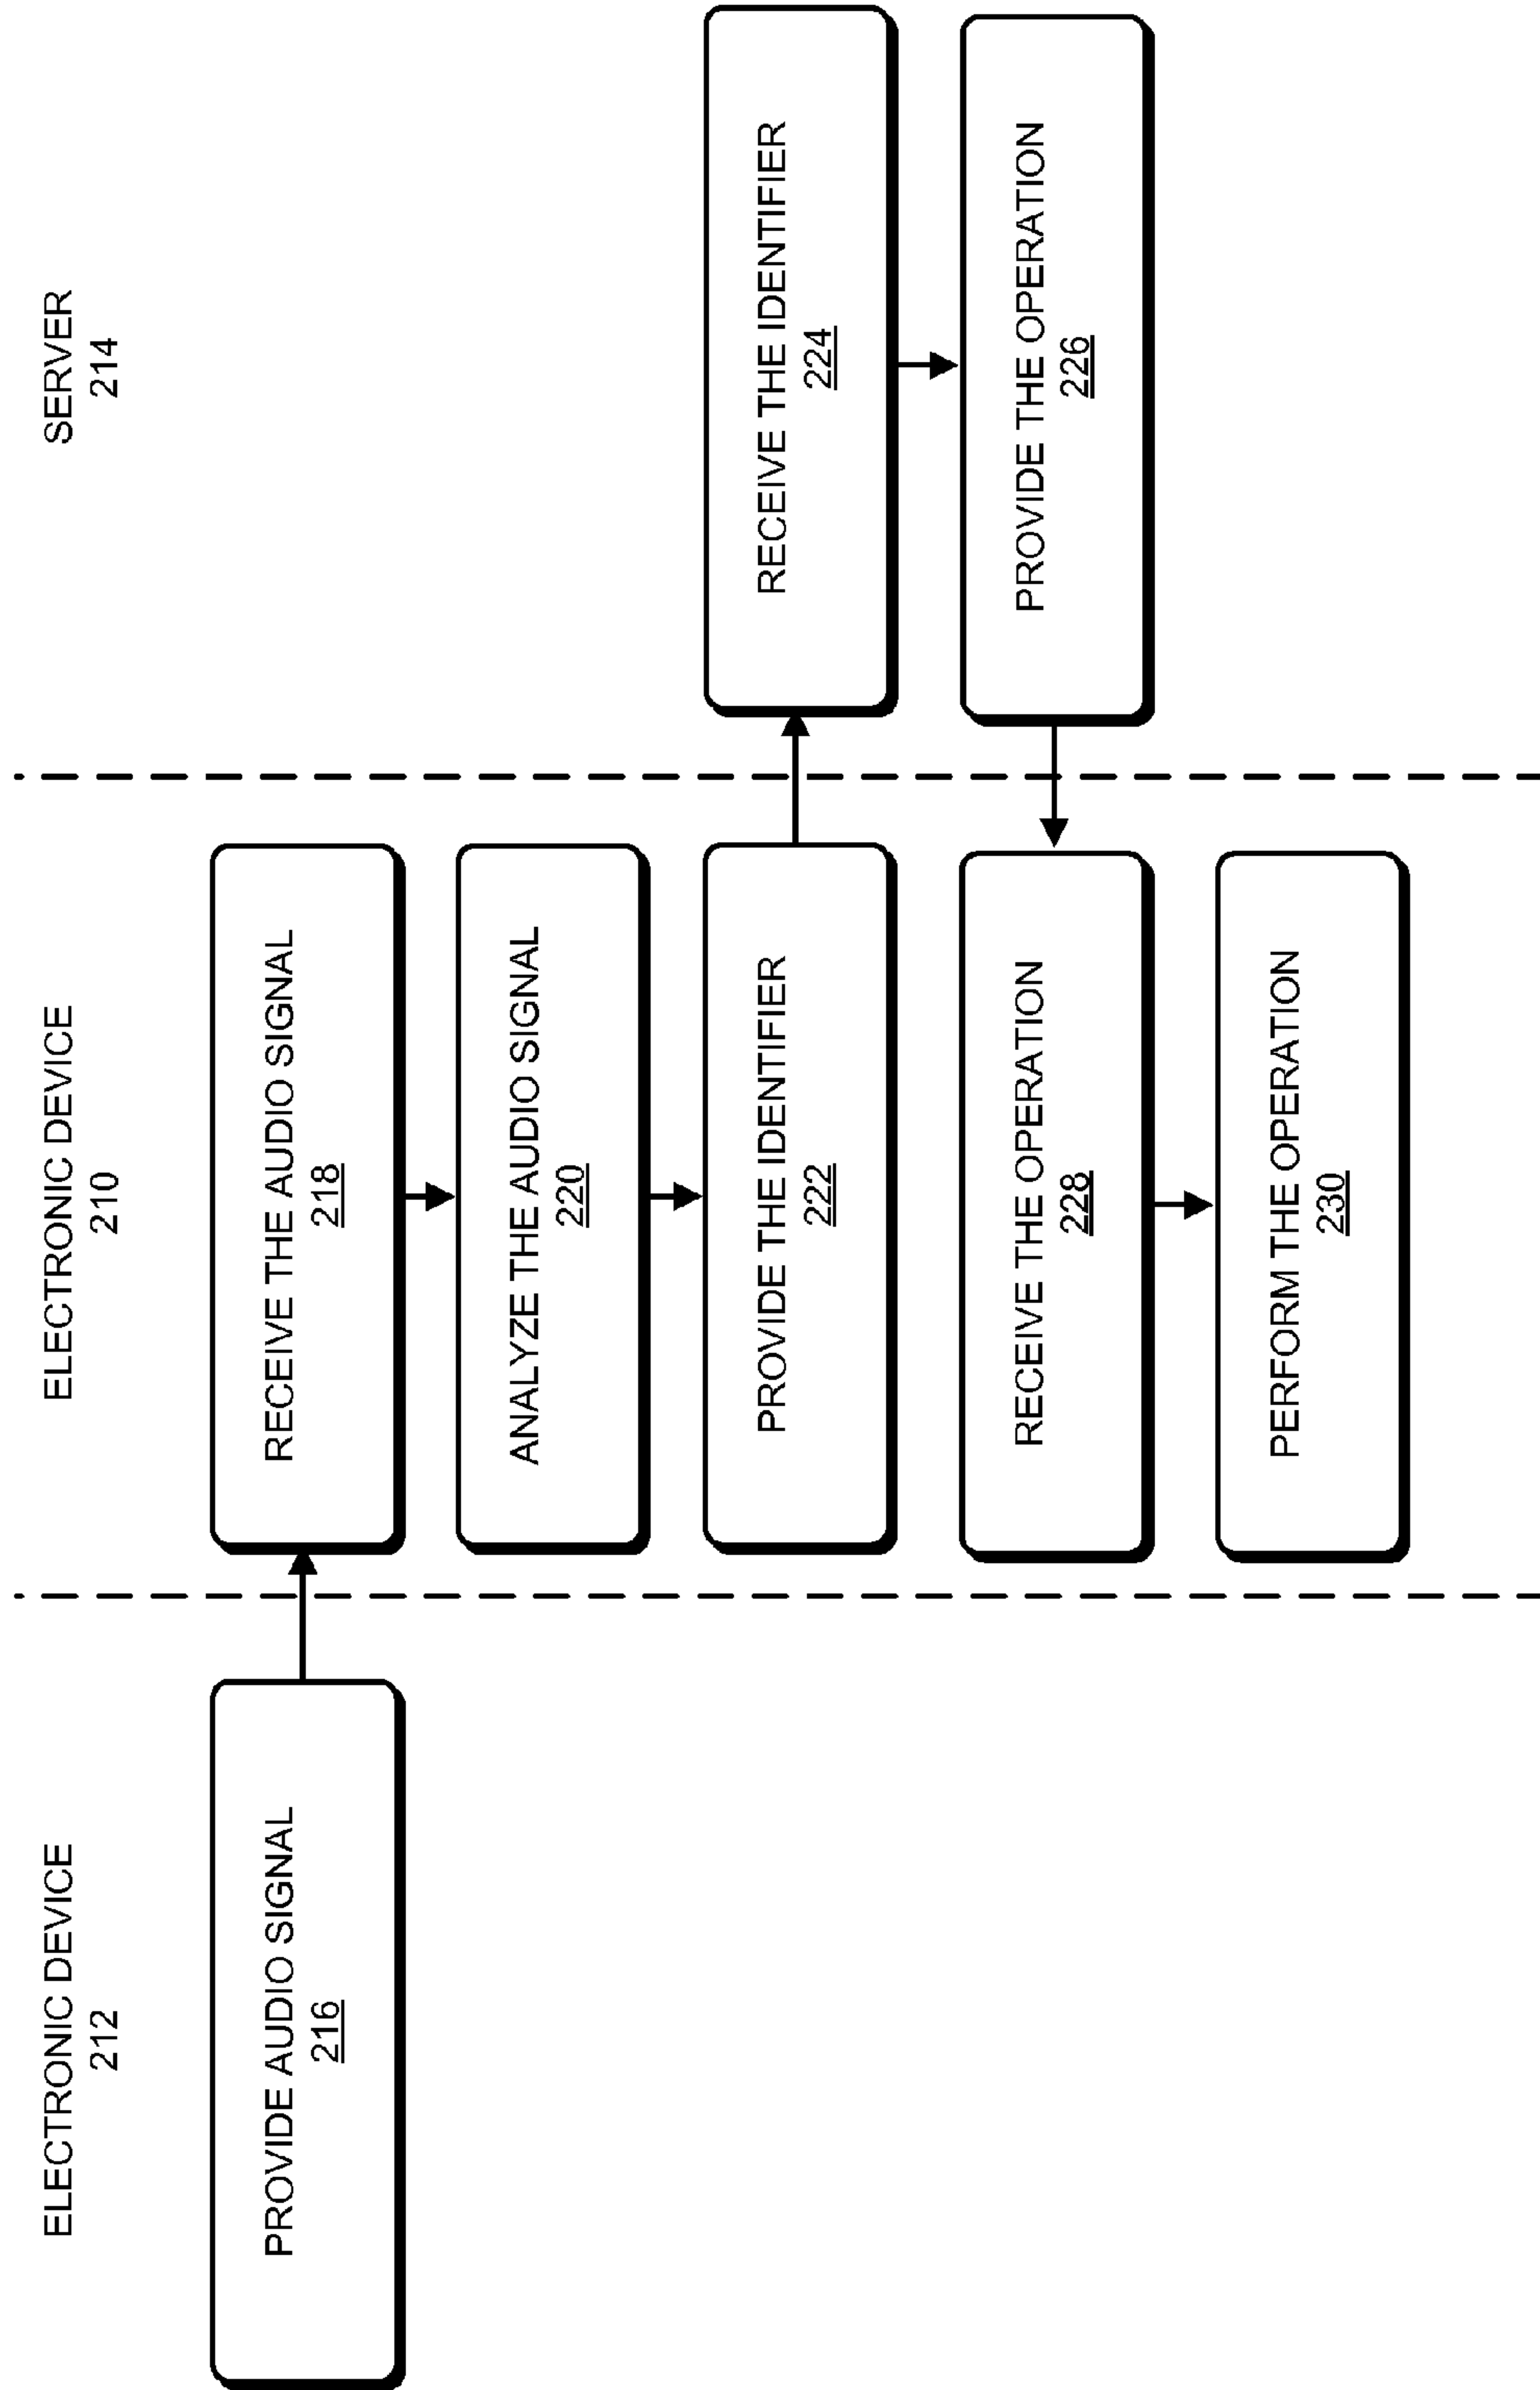 ELECTRONIC DEVICE
212
ELECTRONIC DEVICE
210
SERVER
214
PROVIDE AUDIO SIGNAL
216
RECEIVE THE AUDIO SIGNAL
218
ANALYZE THE AUDIO SIGNAL
220
PROVIDE THE IDENTIFIER
222
RECEIVE THE IDENTIFIER
224
PROVIDE THE OPERATION
226
RECEIVE THE OPERATION
228
PERFORM THE OPERATION
230